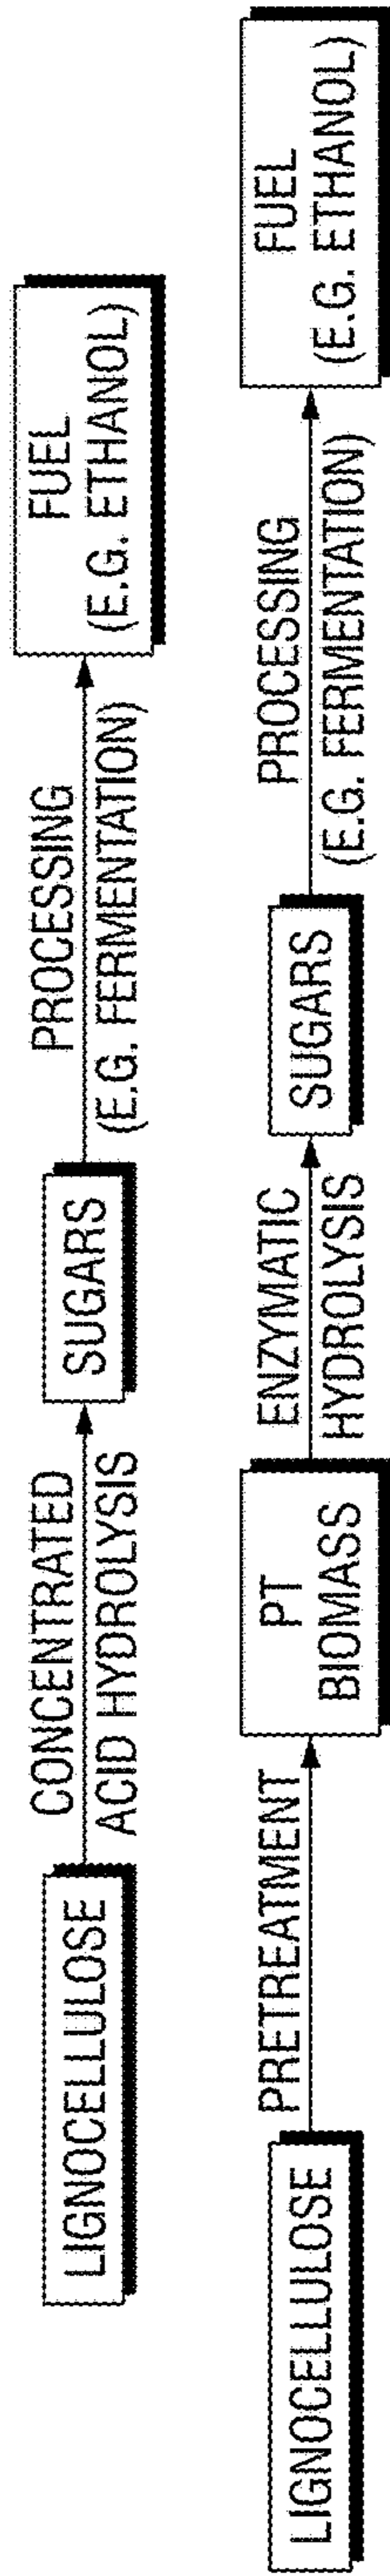 LIGNOCELLULOSE
CONCENTRATED
ACID HYDROLYSIS
SUGARS
PROCESSING
(E.G. FERMENTATION)
FUEL
(E.G. ETHANOL)
LIGNOCELLULOSE
PRETREATMENT
PT
BIOMASS
ENZYMATIC
HYDROLYSIS
SUGARS
PROCESSING
(E.G. FERMENTATION)
FUEL
(E.G. ETHANOL)